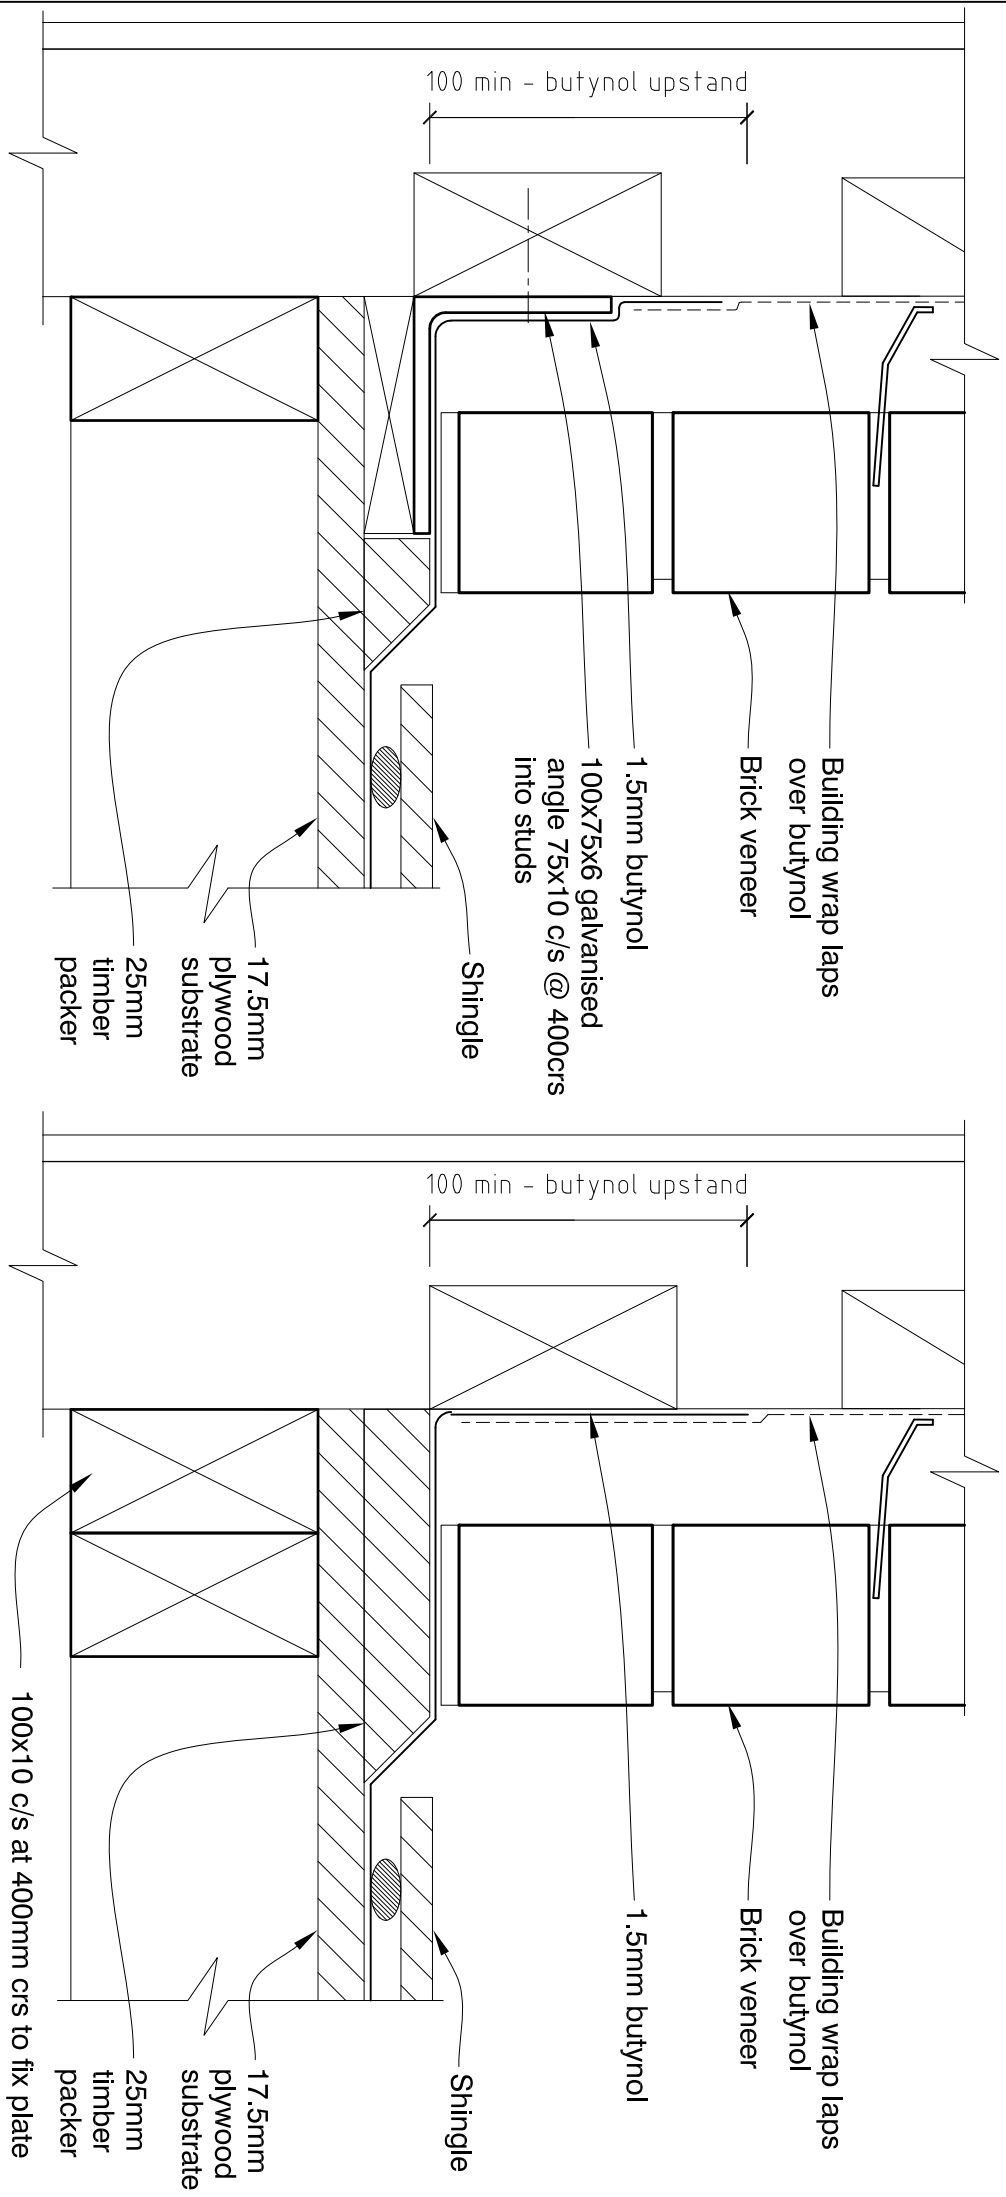 100 min - butynol upstand
Building wrap laps
over butynol
Brick veneer
1.5mm butynol
100x75x6 galvanised
angle 75x10 c/s @ 400crs
into studs
Shingle
17.5mm
plywood
substrate
25mm
timber
packer
100 min - butynol upstand
Building wrap laps
over butynol
Brick veneer
1.5mm butynol
Shingle
17.5mm
plywood
substrate
25mm
timber
packer
100x10 c/s at 400mm crs to fix plate